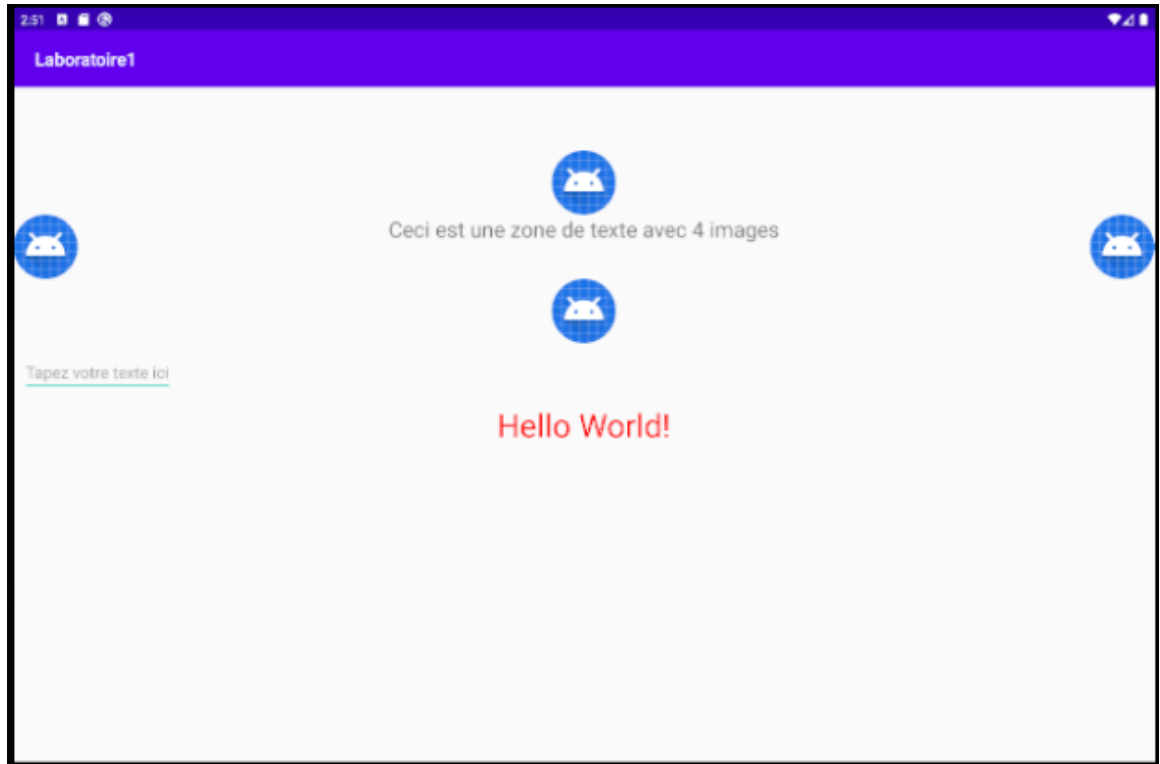 2:51
Laboratoire1
Ceci est une zone de texte avec 4 images
Tapez votre texte ici
Hello World!